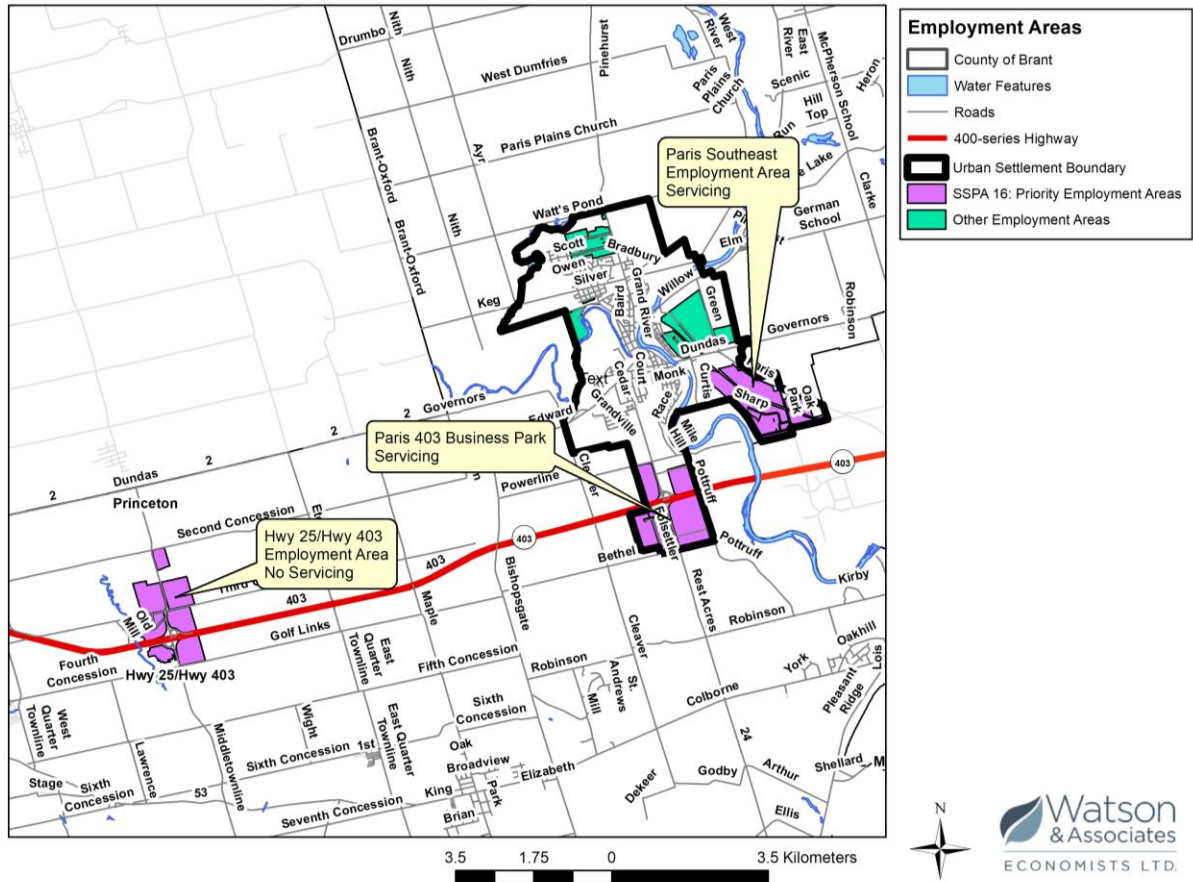 Drumbo
Nith
Nith
West Dumfries
Pinehurst
West
River
East
River
McPherson School
Paris
Plains
Church
Scenic
Heron
Hill
Top
Run
Lake
Paris Plains Church
Ayr
Brant-Oxford
Brant-Oxford
Nith
Clarke
German
School
Paris Southeast
Employment Area
Servicing
Watt's Pond
Scott
Bradbury
Owen
Silver
Elm
Willow
Green
Keg
Baird
Grand River
Robinson
Governors
Dundas
Paris
Text
Cedar
Court
Monk
Curtis
Sharp
Oak
Park
Grandville
Race
Governors
2
Edward
Mile
Hill
Paris 403 Business Park
Servicing
2
Dundas
2
2
Cleaver
Powerline
Pottruff
403
Princeton
Second Concession
Hwy 25/Hwy 403
Employment Area
No Servicing
403
Folsettler
Bethel
Pottruff
Kirby
403
403
Maple
Bishopsgate
Rest Acres
Old
Mill
Golf Links
Robinson
Fourth
Concession
Hwy 25/Hwy 403
East
Quarter
Townline
Fifth Concession
Robinson
Cleaver
Oakhill
York
Lois
Pleasant
Ridge
St.
Andrews
Mill
Colborne
West
Quarter
Townline
Wight
Sixth
Concession
East Quarter
Townline
Lawrence
Middletownline
Sixth Concession
1st
Oak
Broadview
Park
Elizabeth
24
Stage
Sixth
Concession
53
King
Brian
Seventh Concession
Dekeer
Godby
Arthur
Shellard
M
Ellis
3.5
1.75
0
3.5 Kilometers
Employment Areas
County of Brant
Water Features
Roads
400-series Highway
Urban Settlement Boundary
SSPA 16: Priority Employment Areas
Other Employment Areas
N
Watson
& Associates
ECONOMISTS LTD.